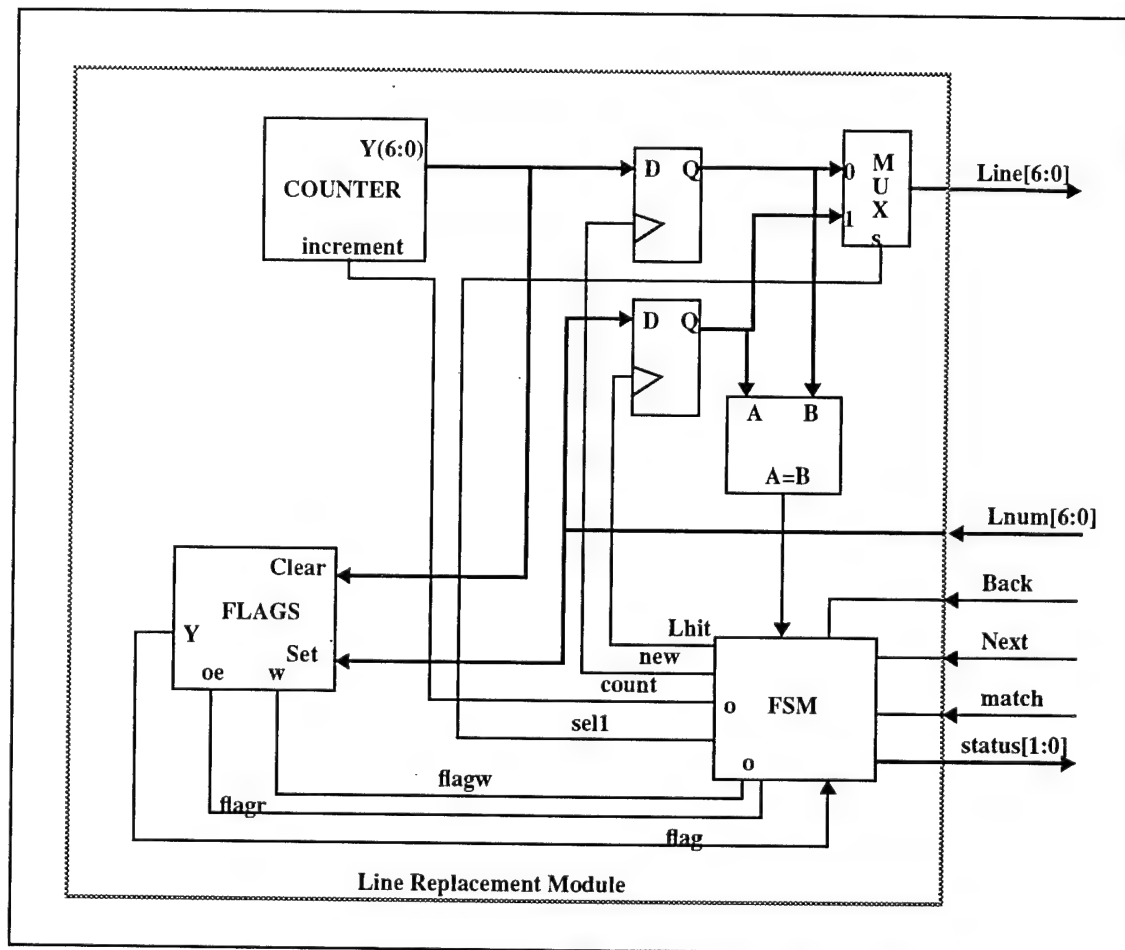 Y(6:0)
COUNTER
increment
D Q
0
1
M
U
X
s
Line[6:0]
D Q
A B
A=B
Lnum[6:0]
Clear
FLAGS
Y
Set
oe w
Back
Lhit
new
Next
count
o
FSM
match
sel1
status[1:0]
o
flagw
flagr
flag
Line Replacement Module